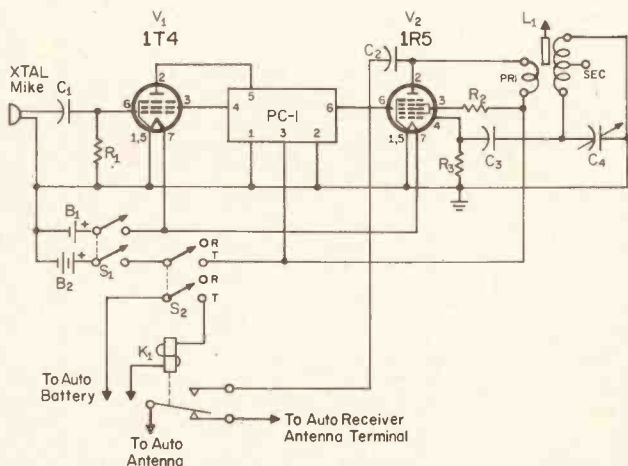 V1
1T4
V2
1R5
L1
XTAL
Mike
C1
C2
2
5
2
PRI
SEC
6
3
4
PC-1
6
6
3
R2
4
1,5
7
1
3
2
1,5
7
R1
R3
C3
C4
B1
+
B2
+
S1
R
T
S2
R
T
K1
To Auto
Battery
To Auto Receiver
Antenna Terminal
To Auto
Antenna